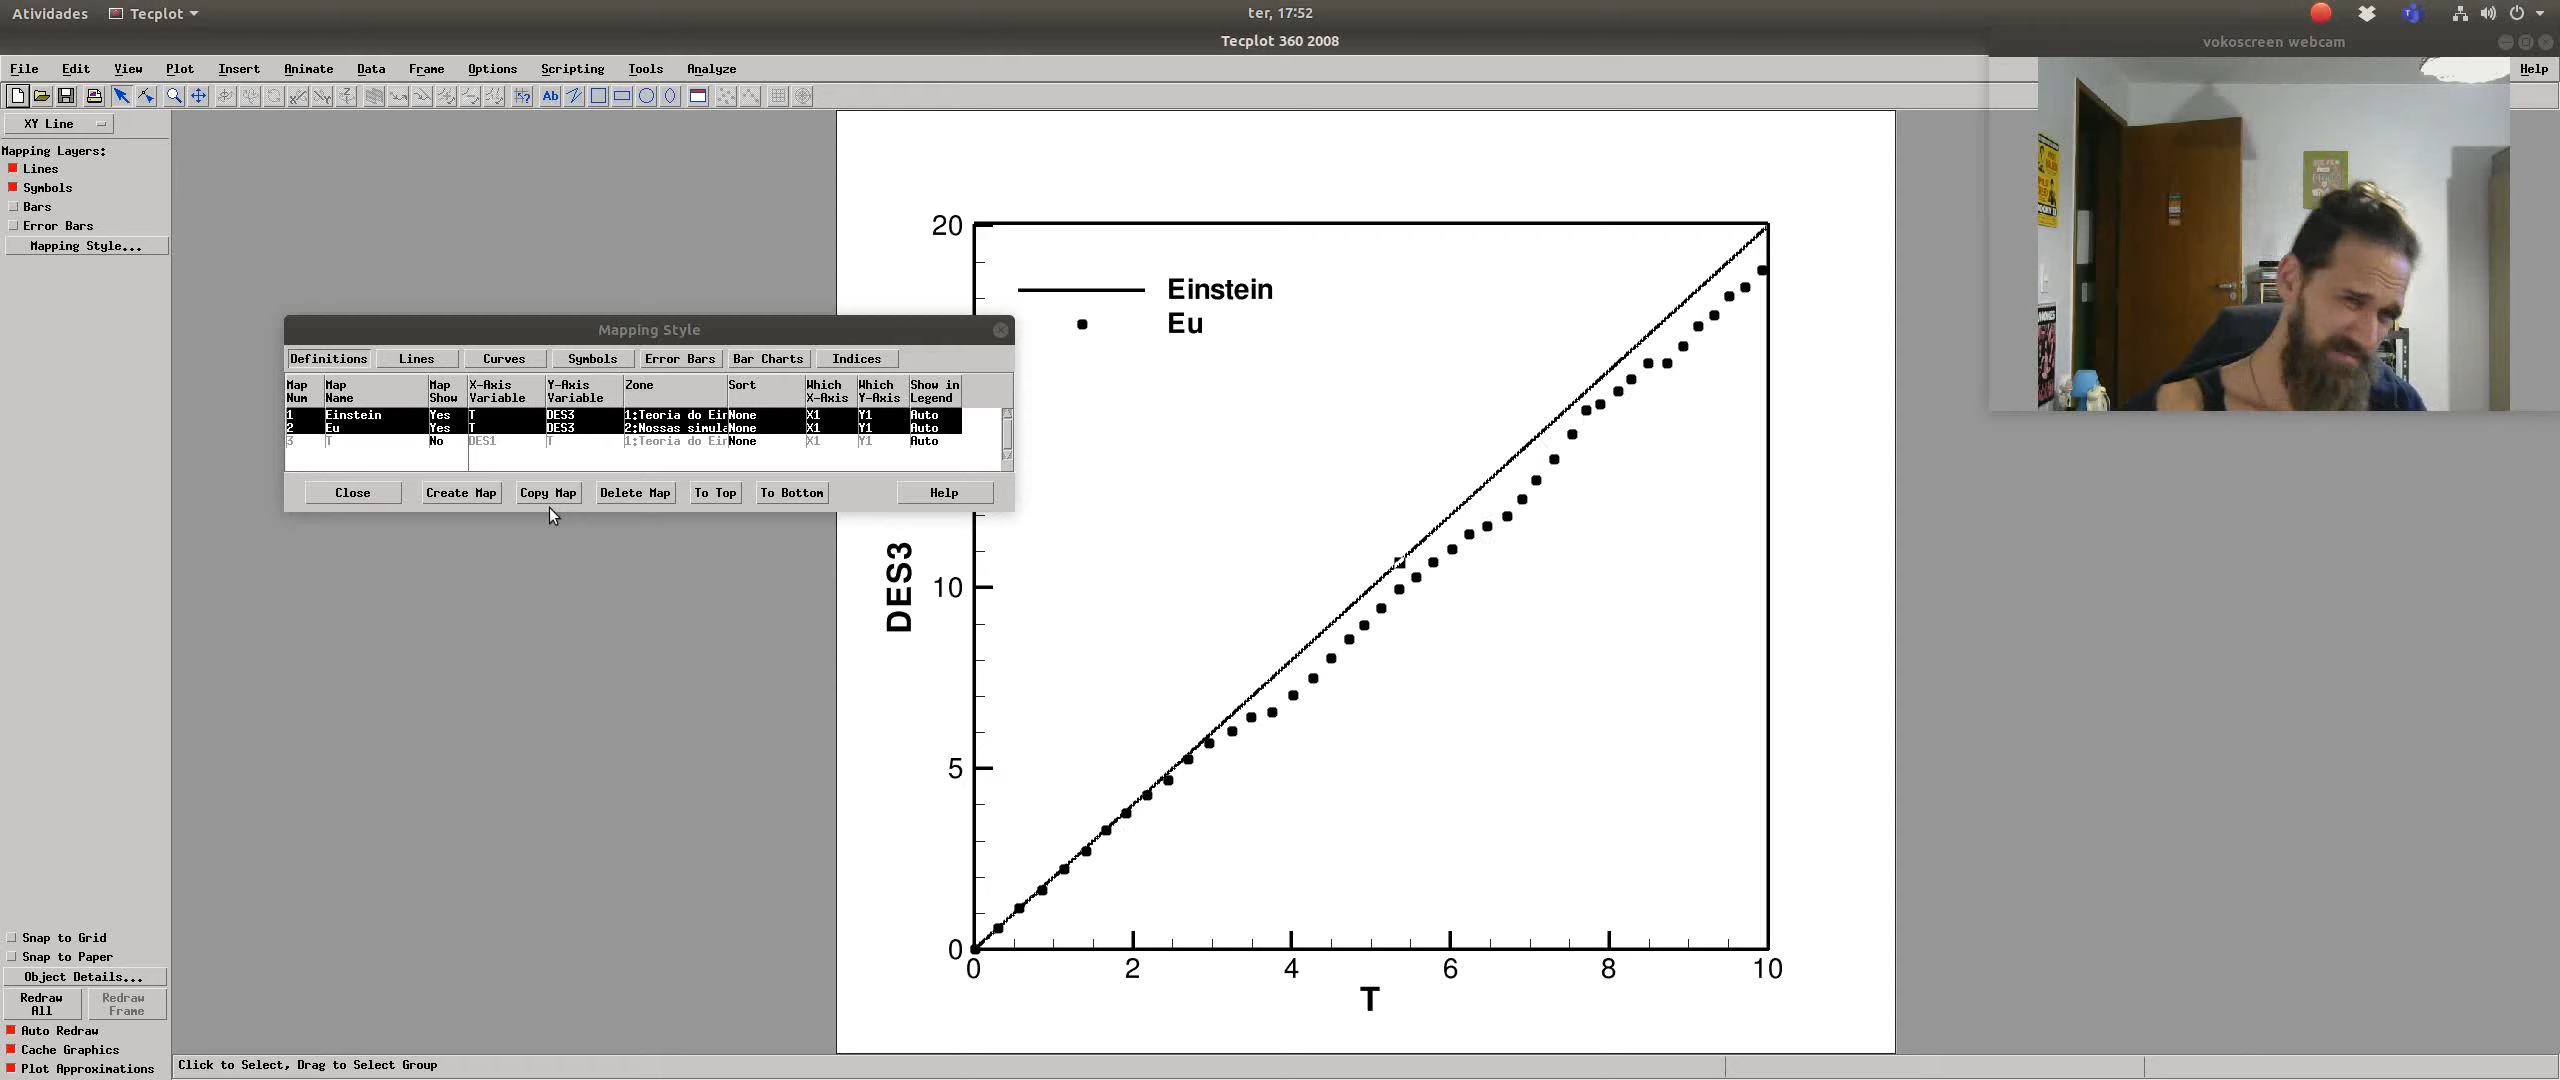 Atividades Tecplot ter, 17:52
Tecplot 360 2008
vokoscreen webcam
File Edit View Plot Insert Animate Data Frame Options Scripting Tools Analyze Help
Ab
XY Line
Mapping Layers:
Lines
Symbols
Bars
Error Bars
Mapping Style...
Mapping Style
Definitions Lines Curves Symbols Error Bars Bar Charts Indices
Map Num Map Name Map Show X-Axis Variable Y-Axis Variable Zone Sort Which X-Axis Which Y-Axis Show in Legend
1 Einstein Yes T DES3 1:Teoria do Ein None X1 Y1 Auto
2 Eu Yes T DES3 2:Nossas simula None X1 Y1 Auto
3 T No DES1 T 1:Teoria do Ein None X1 Y1 Auto
Close Create Map Copy Map Delete Map To Top To Bottom Help
20
Einstein
Eu
DES3
10
5
0
0 2 4 6 8 10
T
Snap to Grid
Snap to Paper
Object Details...
Redraw All Redraw Frame
Auto Redraw
Cache Graphics
Plot Approximations
Click to Select, Drag to Select Group